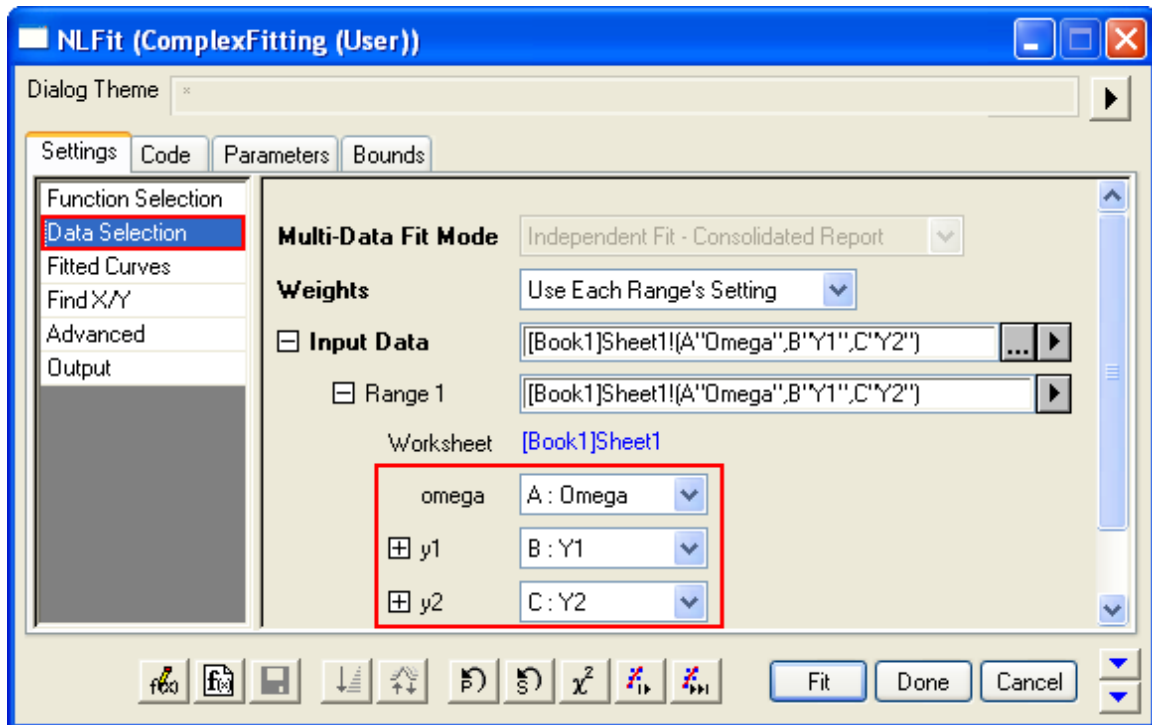 NLFit (ComplexFitting (User))
Dialog Theme *
Settings Code Parameters Bounds
Function Selection
Data Selection
Fitted Curves
Find X/Y
Advanced
Output
Multi-Data Fit Mode Independent Fit - Consolidated Report
Weights Use Each Range's Setting
Input Data [Book1]Sheet1!(A"Omega",B"Y1",C"Y2") ...
Range 1 [Book1]Sheet1!(A"Omega",B"Y1",C"Y2")
Worksheet [Book1]Sheet1
omega A : Omega
y1 B : Y1
y2 C : Y2
f(x) f(x) P S χ² Fit Done Cancel